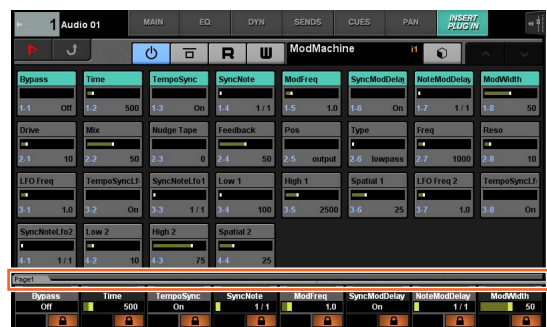 1 Audio 01 MAIN EQ DYN SENDS CUES PAN INSERT PLUG IN
R W ModMachine i1
Bypass Time TempoSync SyncNote ModFreq SyncModDelay NoteModDelay ModWidth
1-1 Off 1-2 500 1-3 On 1-4 1/1 1-5 1.0 1-6 On 1-7 1/1 1-8 50
Drive Mix Nudge Tape Feedback Pos Type Freq Reso
2-1 10 2-2 50 2-3 0 2-4 50 2-5 output 2-6 lowpass 2-7 1000 2-8 10
LFO Freq TempoSyncLf SyncNoteLfo1 Low 1 High 1 Spatial 1 LFO Freq 2 TempoSyncLf
3-1 1.0 3-2 On 3-3 1/1 3-4 100 3-5 2500 3-6 25 3-7 1.0 3-8 On
SyncNoteLfo2 Low 2 High 2 Spatial 2
4-1 1/1 4-2 10 4-3 75 4-4 25
Page1
Bypass Time TempoSync SyncNote ModFreq SyncModDelay NoteModDelay ModWidth
Off 500 On 1/1 1.0 On 1/1 50